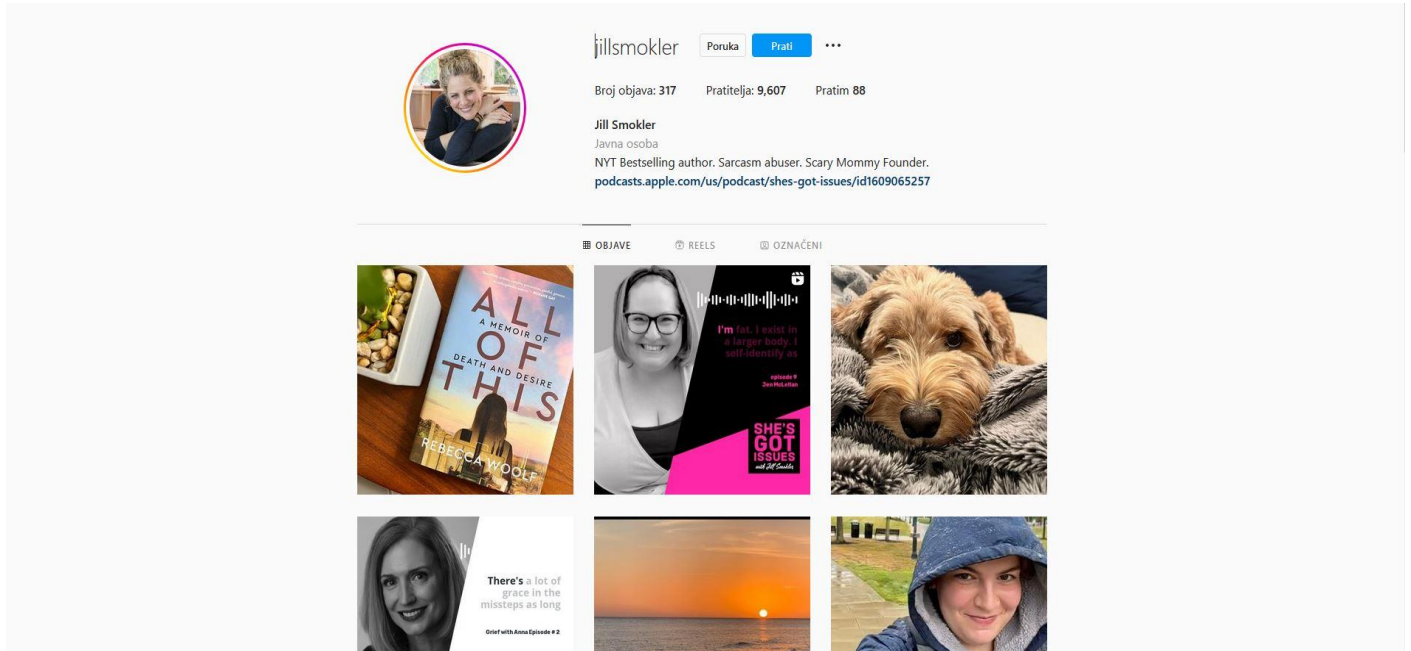 jillsmokler Poruka Prati
Broj objava: 317 Pratitelja: 9,607 Pratim 88
Jill Smokler
Javna osoba
NYT Bestselling author. Sarcasm abuser. Scary Mommy Founder.
podcasts.apple.com/us/podcast/shes-got-issues/id1609065257
OBJAVE REELS OZNAČENI
ALL
A MEMOIR OF
OF
DEATH AND DESIRE
THIS
REBECCA WOOLF
I'm fat. I exist in
a larger body. I
self-identify as
episode 9
Jen McLellan
SHE'S
GOT
ISSUES
with Jill Smokler
There's a lot of
grace in the
missteps as long
Grief with Anna Episode # 2